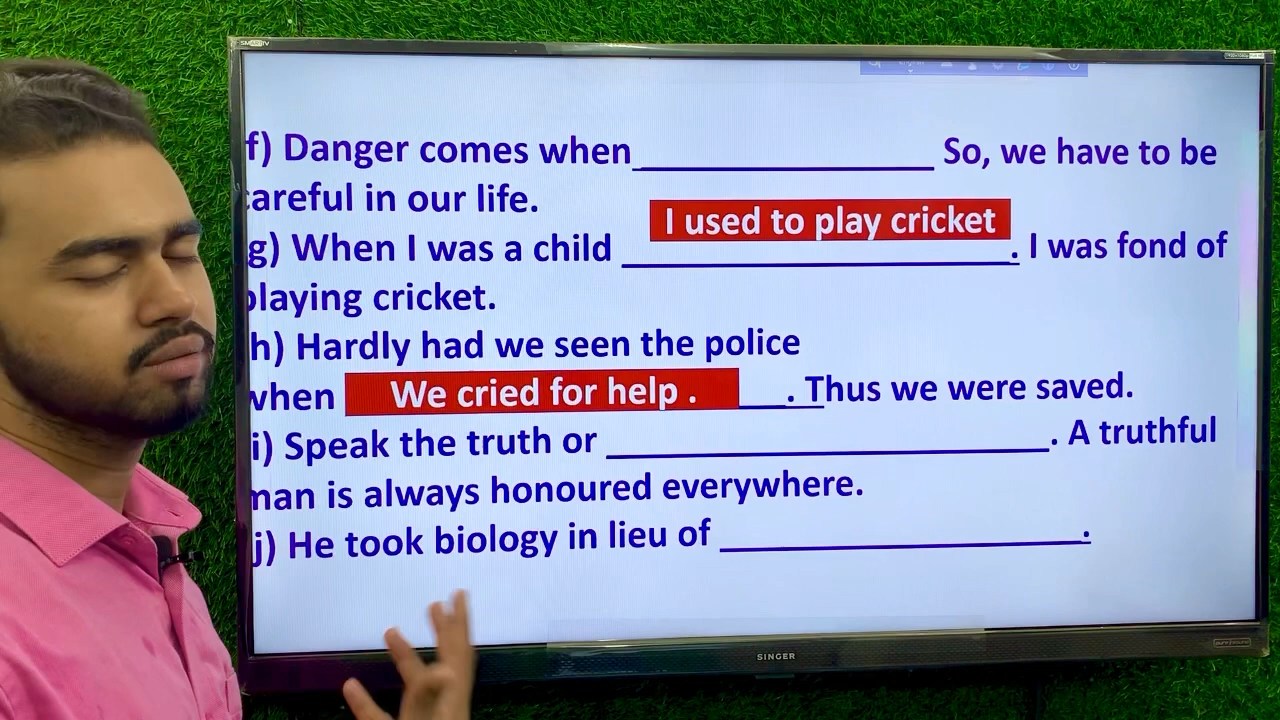 f) Danger comes when ______________ So, we have to be
careful in our life.
I used to play cricket
g) When I was a child __________________. I was fond of
playing cricket.
h) Hardly had we seen the police
when We cried for help . ____. Thus we were saved.
i) Speak the truth or ____________________. A truthful
man is always honoured everywhere.
j) He took biology in lieu of _________________.
SINGER